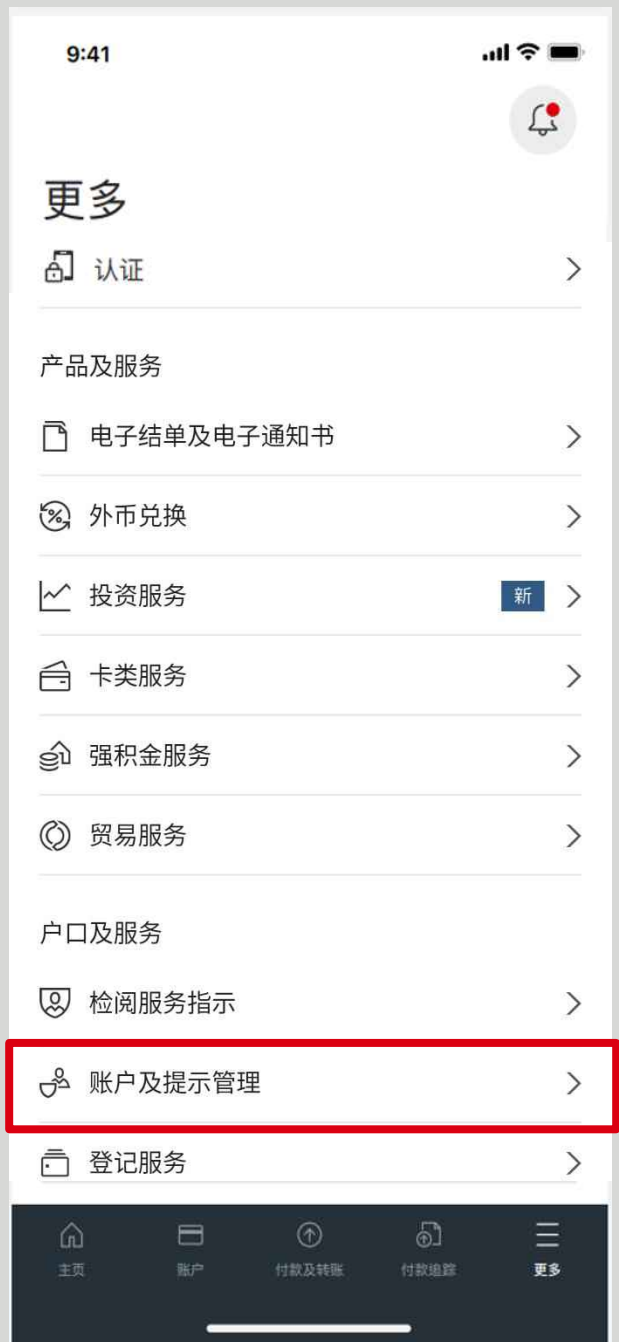 9:41
更多
认证
产品及服务
电子结单及电子通知书
外币兑换
投资服务 新
卡类服务
强积金服务
贸易服务
户口及服务
检阅服务指示
账户及提示管理
登记服务
主页 账户 付款及转账 付款追踪 更多